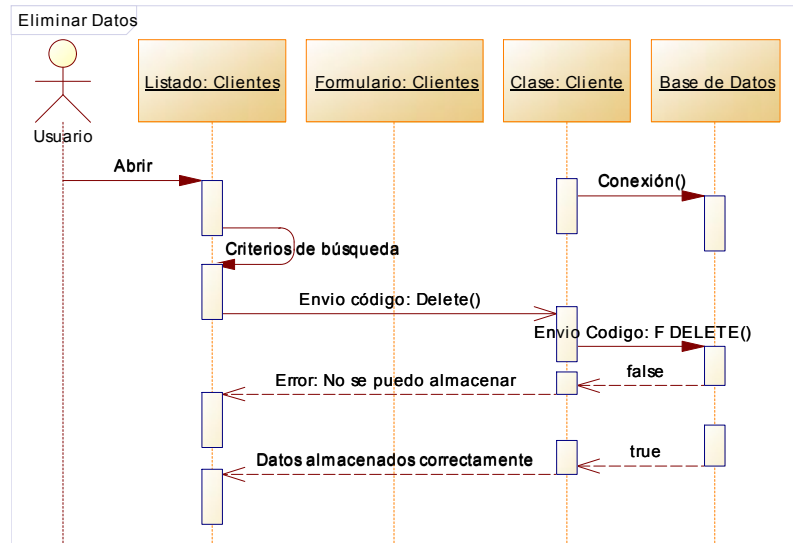 Eliminar Datos
Listado: Clientes
Formulario: Clientes
Clase: Cliente
Base de Datos
Usuario
Abrir
Conexión()
Criterios de búsqueda
Envio código: Delete()
Envio Codigo: F DELETE()
false
Error: No se puedo almacenar
true
Datos almacenados correctamente